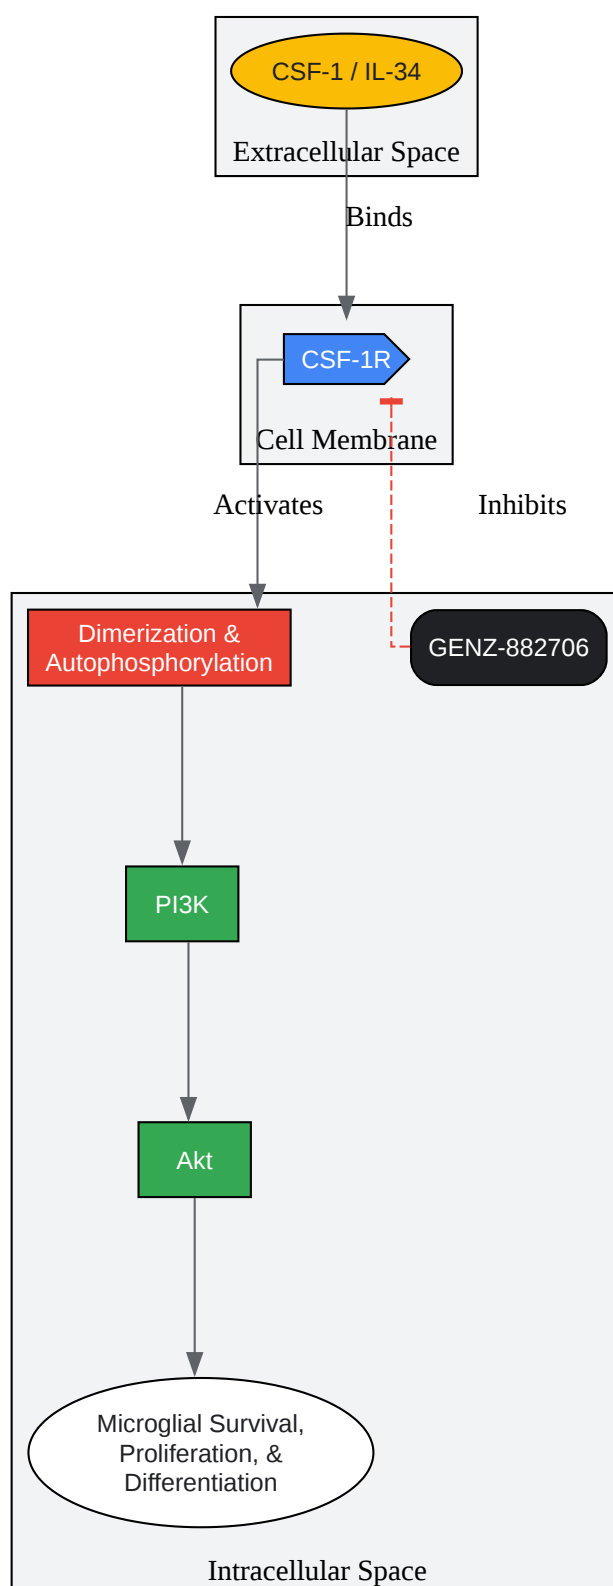 CSF-1 / IL-34
Extracellular Space
Binds
CSF-1R
Cell Membrane
Activates
Inhibits
Dimerization &
Autophosphorylation
GENZ-882706
PI3K
Akt
Microglial Survival,
Proliferation, &
Differentiation
Intracellular Space